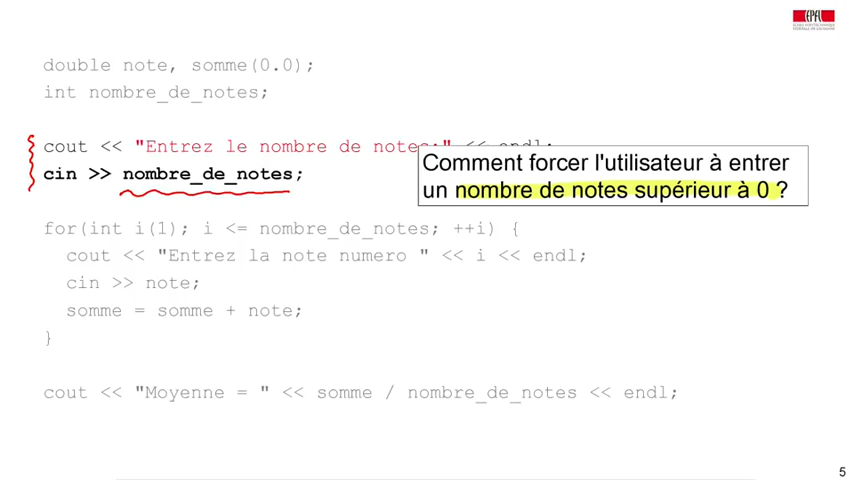 EPFL
double note, somme(0.0);
int nombre_de_notes;
cout << "Entrez le nombre de notes:" << endl;
cin >> nombre_de_notes;
Comment forcer l'utilisateur à entrer
un nombre de notes supérieur à 0 ?
for(int i(1); i <= nombre_de_notes; ++i) {
cout << "Entrez la note numero " << i << endl;
cin >> note;
somme = somme + note;
}
cout << "Moyenne = " << somme / nombre_de_notes << endl;
5